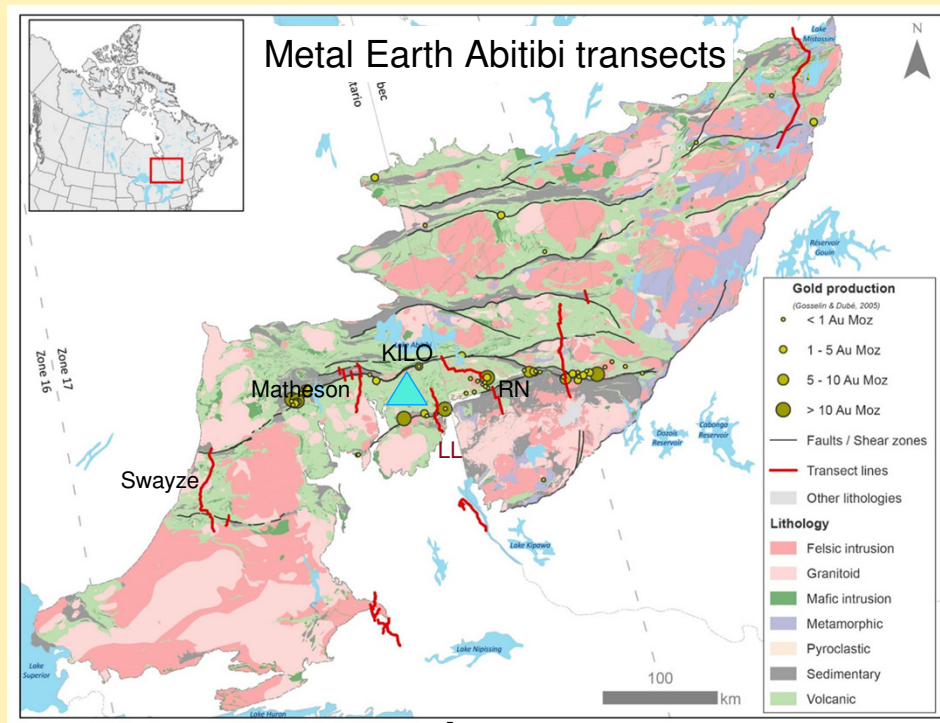 Metal Earth Abitibi transects
N
Lake
Mistassini
bec
ntario
Réservoir
Gouin
Gold production
(Gosselin & Dubé, 2005)
< 1 Au Moz
1 - 5 Au Moz
5 - 10 Au Moz
> 10 Au Moz
Faults / Shear zones
Transect lines
Other lithologies
Lithology
Felsic intrusion
Granitoid
Mafic intrusion
Metamorphic
Pyroclastic
Sedimentary
Volcanic
Lake Abitibi
KILO
Zone 17
Zone 16
Matheson
RN
LL
Swayze
Dozois
Reservoir
Cabonga
Reservoir
Lake Kipawa
Lake Nipissing
Lake
Superior
Lake Huron
100
km